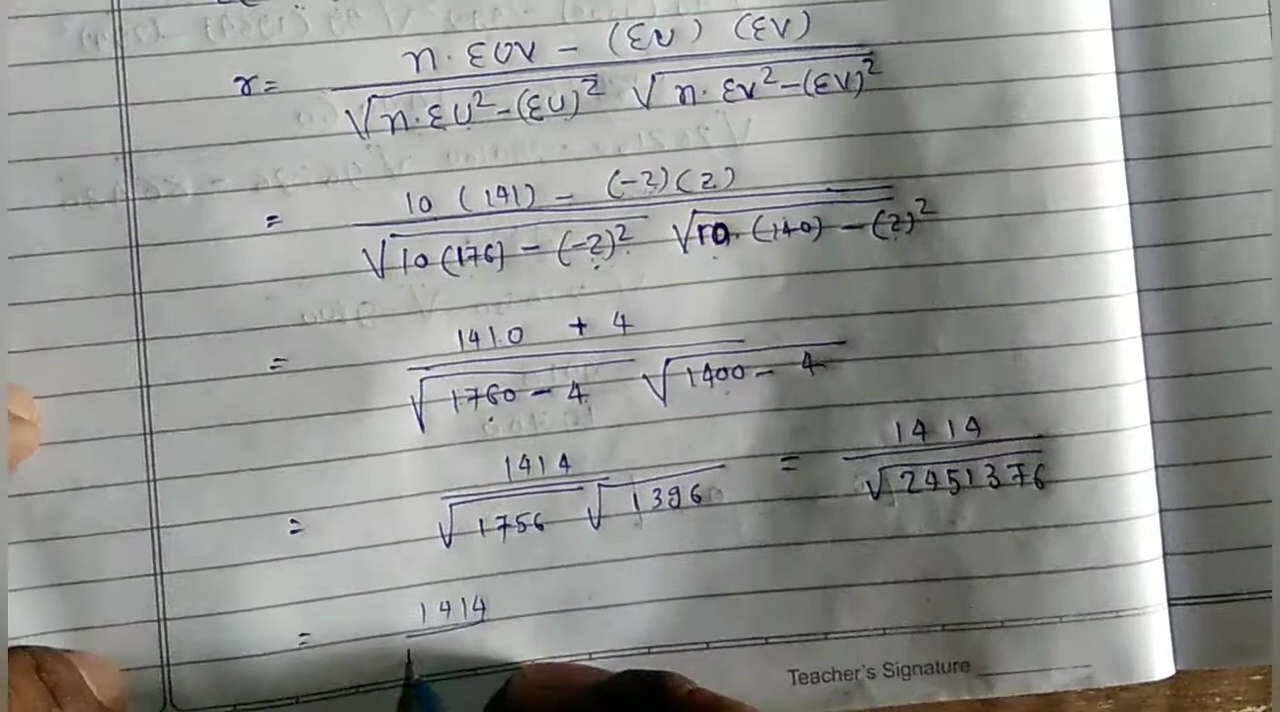 r = n·ΣUV − (ΣU) (ΣV) / √n·ΣU² − (ΣU)² √n·ΣV² − (ΣV)²
= 10 (141) − (−2)(2) / √10(176) − (−2)² √10·(140) − (2)²
= 1410 + 4 / √1760 − 4 √1400 − 4
= 1414 / √1756 √1396 = 1414 / √2451376
= 1414
Teacher's Signature